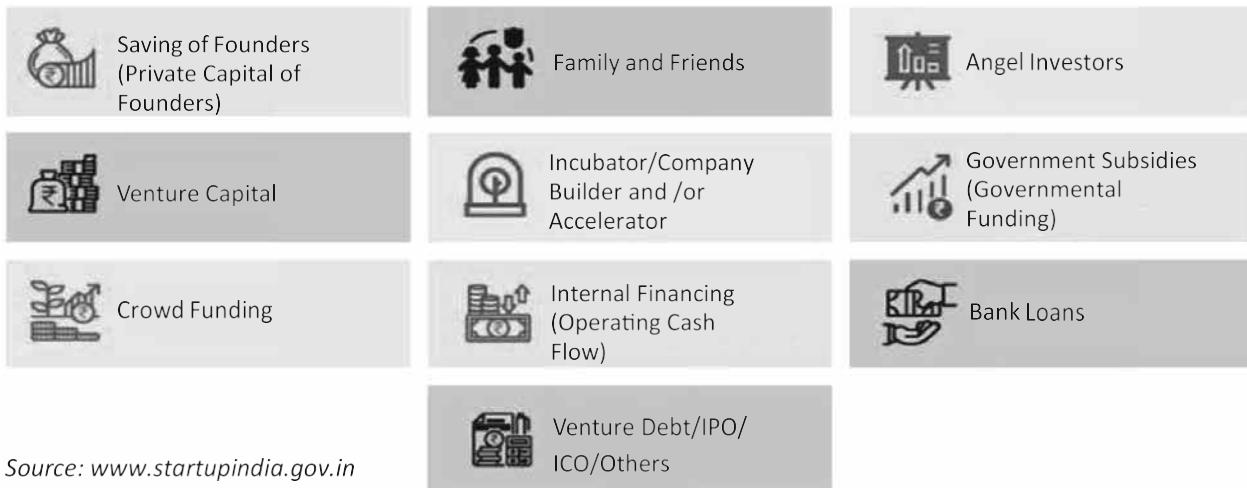 Saving of Founders
(Private Capital of
Founders)
Family and Friends
Angel Investors
Venture Capital
Incubator/Company
Builder and /or
Accelerator
Government Subsidies
(Governmental
Funding)
Crowd Funding
Internal Financing
(Operating Cash
Flow)
Bank Loans
Venture Debt/IPO/
ICO/Others
Source: www.startupindia.gov.in